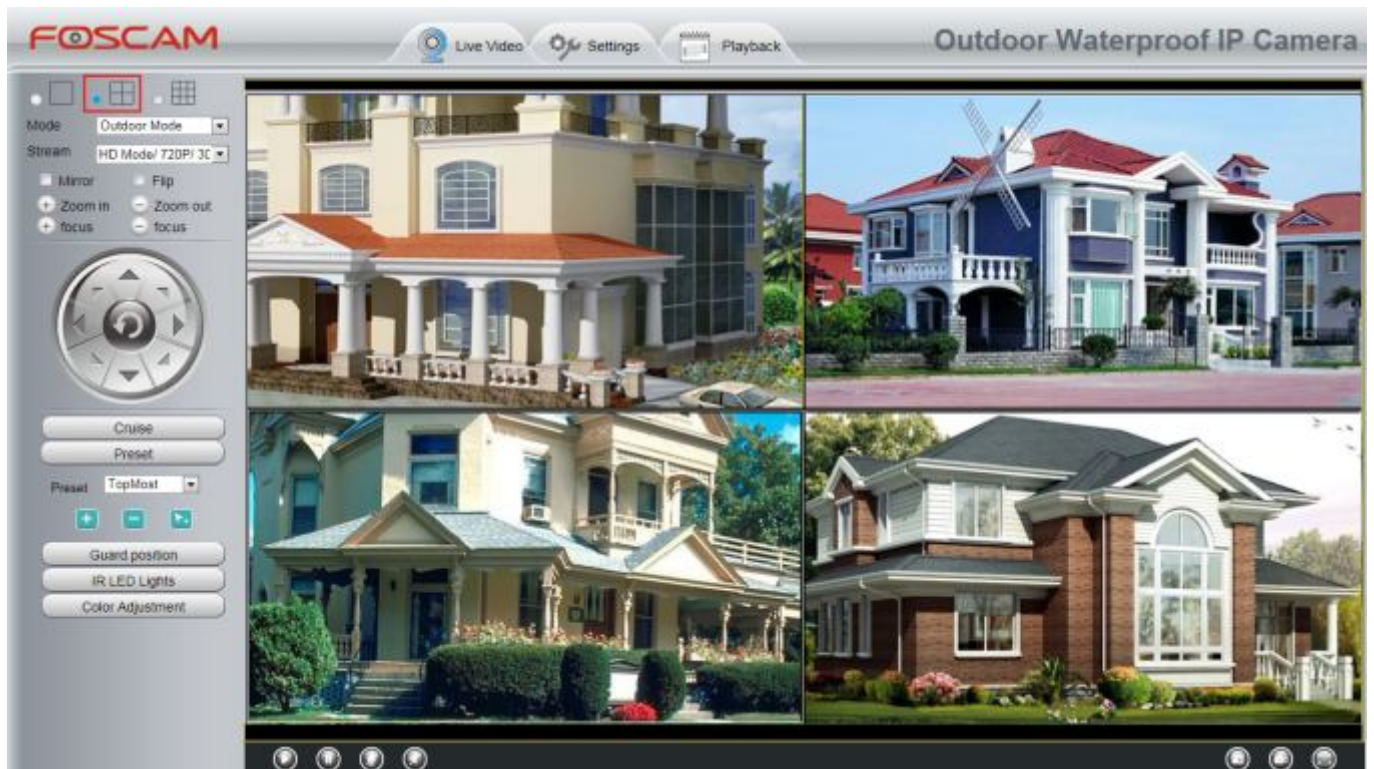 FOSCAM
Live Video
Settings
Playback
Outdoor Waterproof IP Camera
Mode Outdoor Mode
Stream HD Mode/ 720P/ 30
Mirror Flip
+ Zoom in - Zoom out
+ focus - focus
Cruise
Preset
Preset TopMost
Guard position
IR LED Lights
Color Adjustment